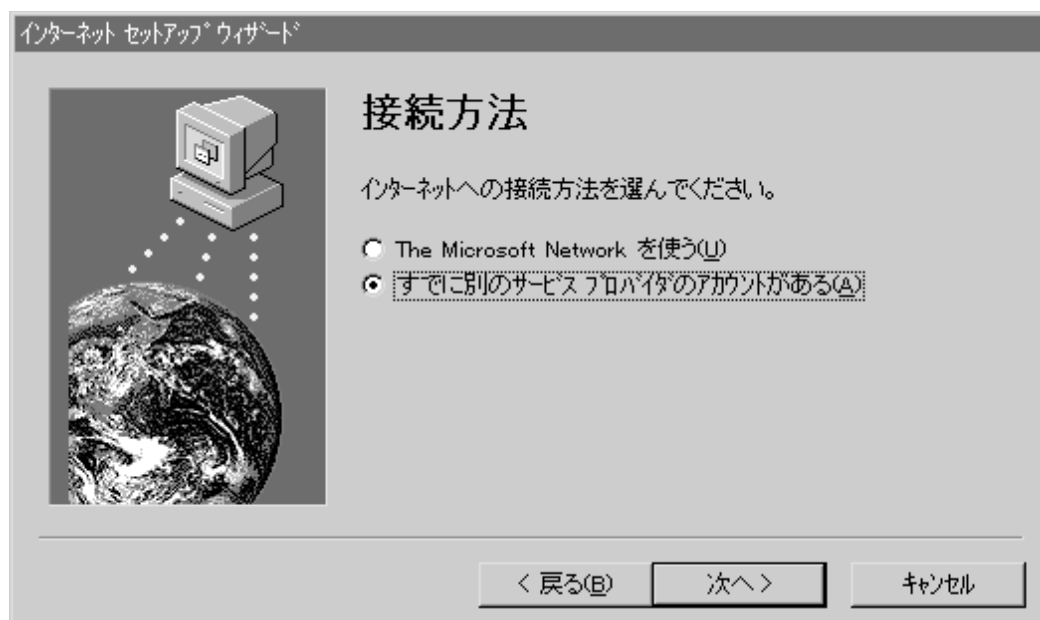 インターネット セットアップ ウィザード
接続方法
インターネットへの接続方法を選んでください。
The Microsoft Network を使う(U)
すでに別のサービス プロバイダのアカウントがある(A)
< 戻る(B)
次へ >
キャンセル